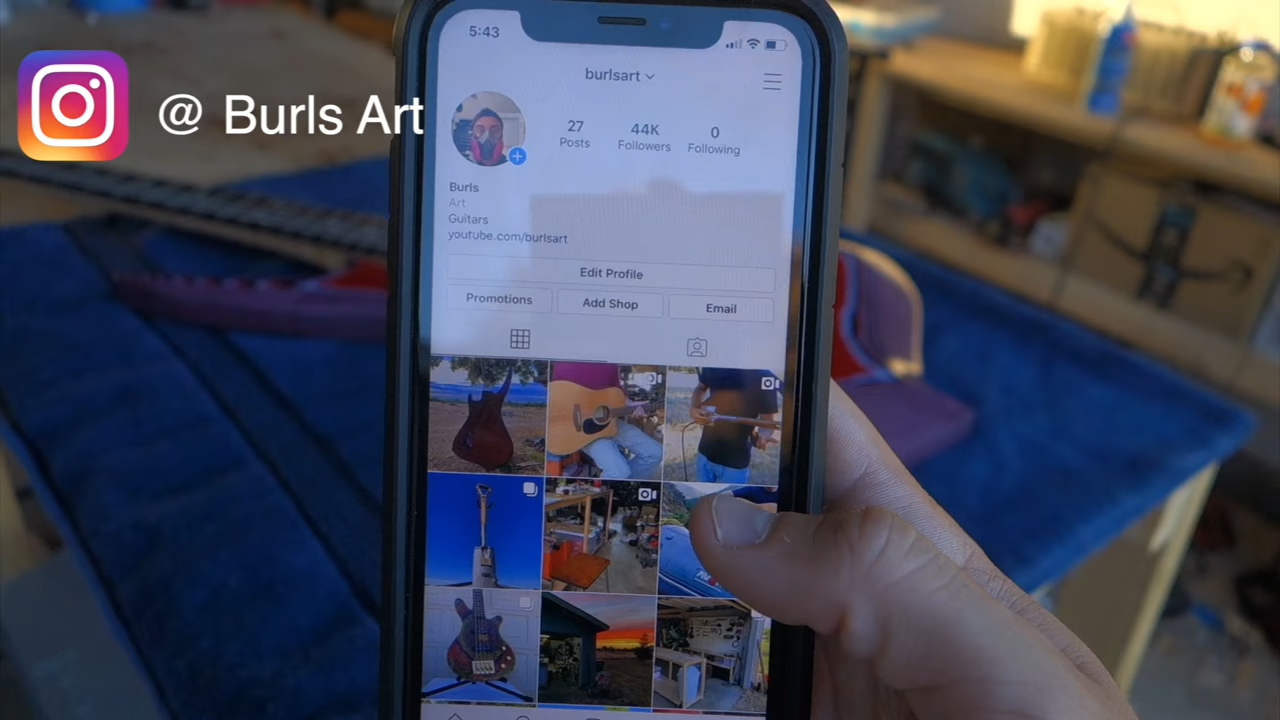 @ Burls Art
5:43
burlsart
27 44K 0
Posts Followers Following
Burls
Art
Guitars
youtube.com/burlsart
Edit Profile
Promotions Add Shop Email